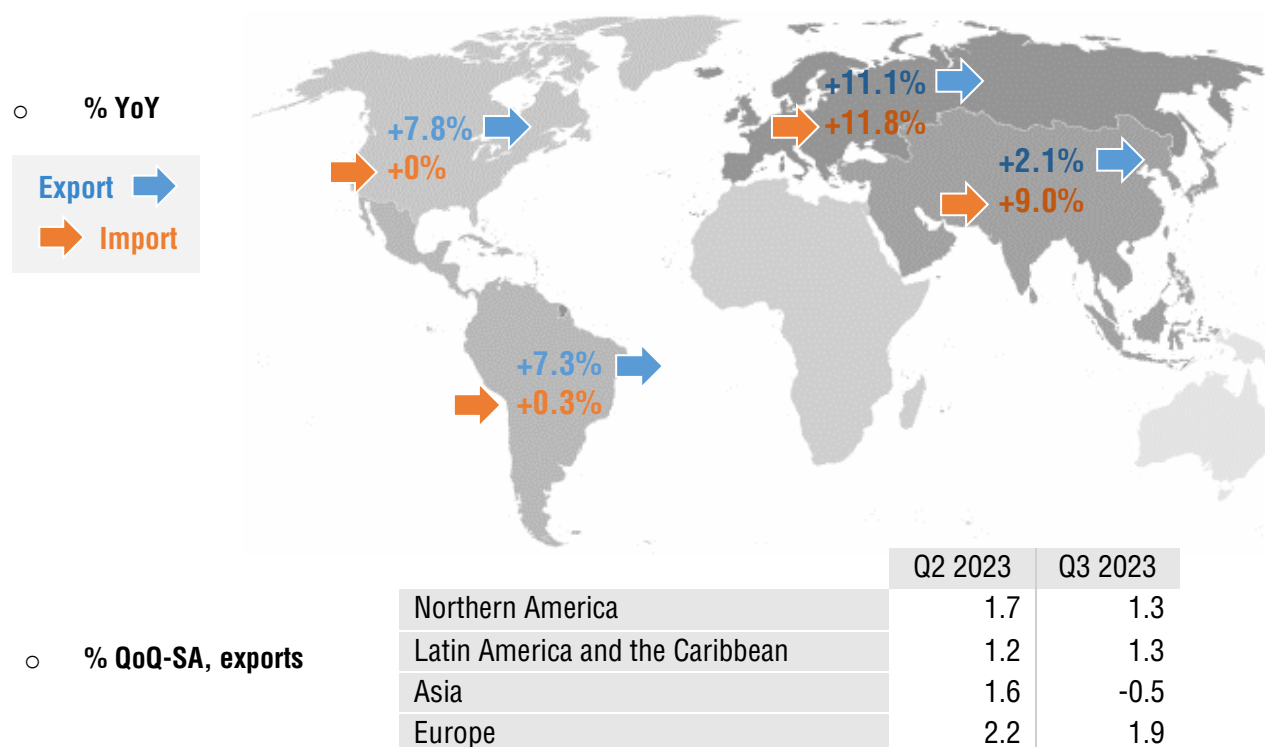 ○ % YoY
Export
Import
+7.8%
+0%
+11.1%
+11.8%
+2.1%
+9.0%
+7.3%
+0.3%
○ % QoQ-SA, exports
Q2 2023 Q3 2023
Northern America 1.7 1.3
Latin America and the Caribbean 1.2 1.3
Asia 1.6 -0.5
Europe 2.2 1.9